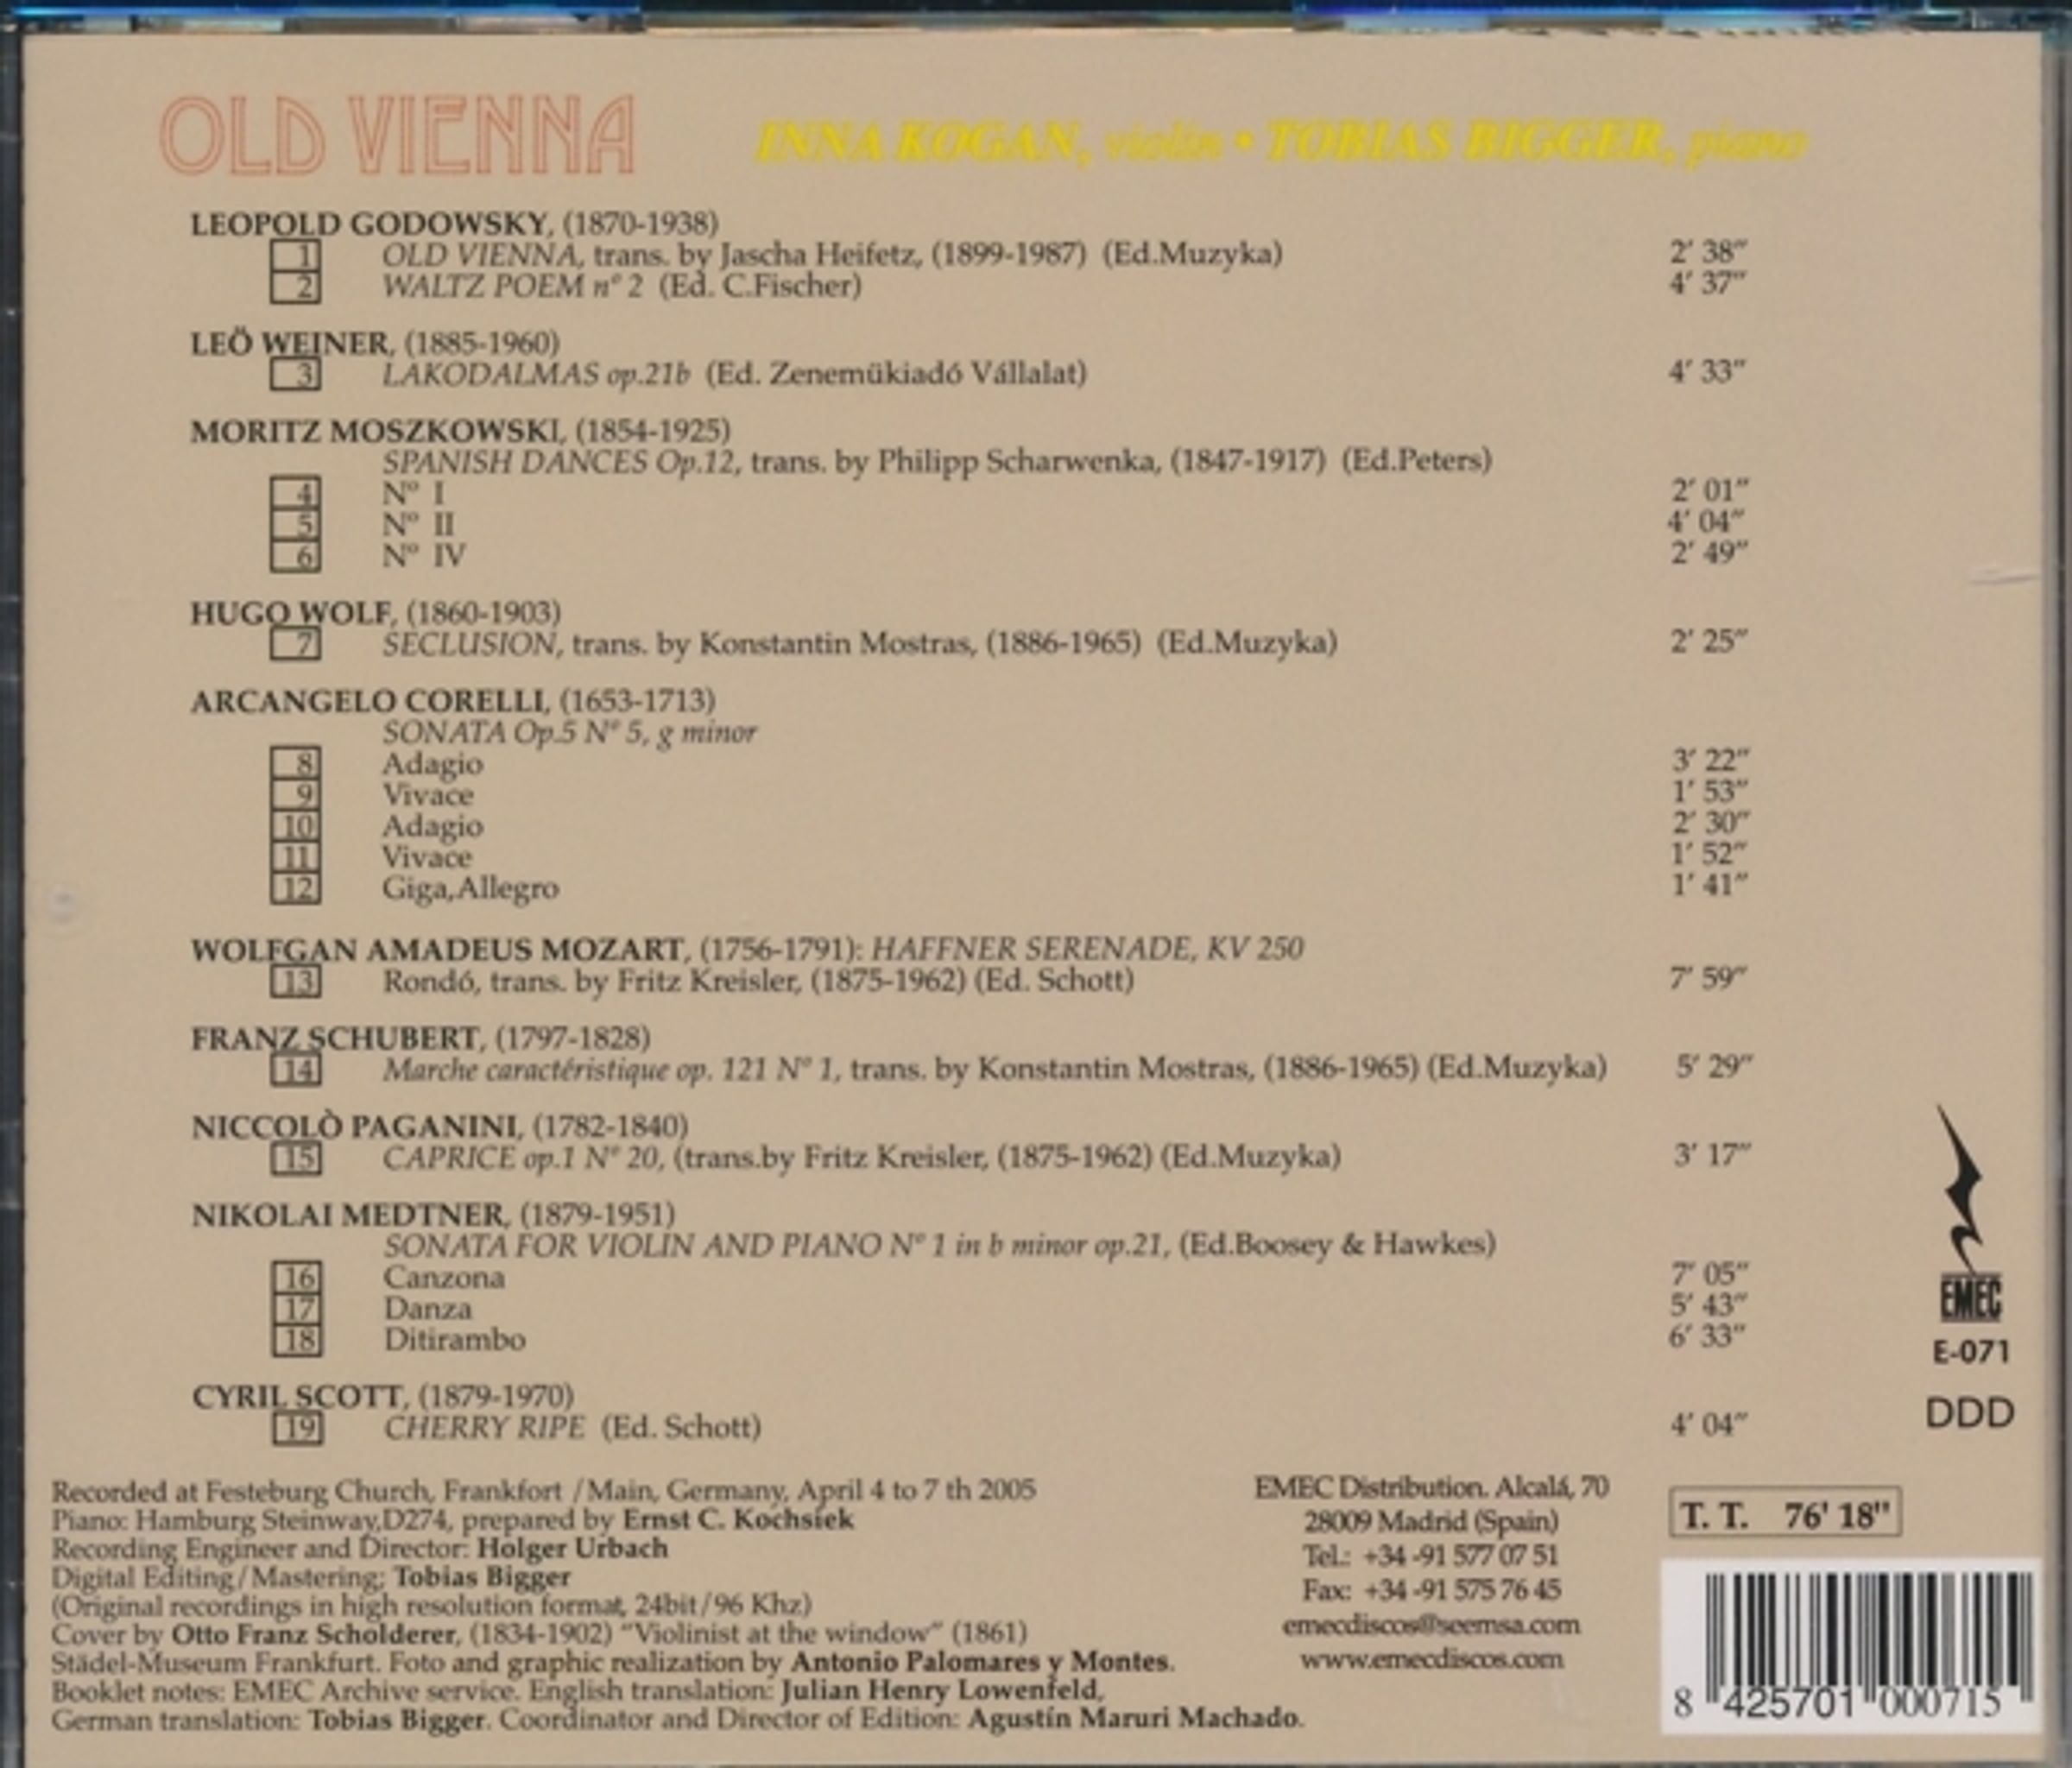 OLD VIENNA
INNA KOGAN, violin • TOBIAS BIGGER, piano
LEOPOLD GODOWSKY, (1870-1938)
1 OLD VIENNA, trans. by Jascha Heifetz, (1899-1987) (Ed.Muzyka) 2' 38"
2 WALTZ POEM nº 2 (Ed. C.Fischer) 4' 37"
LEÖ WEINER, (1885-1960)
3 LAKODALMAS op.21b (Ed. Zenemükiadó Vállalat) 4' 33"
MORITZ MOSZKOWSKI, (1854-1925)
SPANISH DANCES Op.12, trans. by Philipp Scharwenka, (1847-1917) (Ed.Peters)
4 Nº I 2' 01"
5 Nº II 4' 04"
6 Nº IV 2' 49"
HUGO WOLF, (1860-1903)
7 SECLUSION, trans. by Konstantin Mostras, (1886-1965) (Ed.Muzyka) 2' 25"
ARCANGELO CORELLI, (1653-1713)
SONATA Op.5 Nº 5, g minor
8 Adagio 3' 22"
9 Vivace 1' 53"
10 Adagio 2' 30"
11 Vivace 1' 52"
12 Giga,Allegro 1' 41"
WOLFGAN AMADEUS MOZART, (1756-1791): HAFFNER SERENADE, KV 250
13 Rondó, trans. by Fritz Kreisler, (1875-1962) (Ed. Schott) 7' 59"
FRANZ SCHUBERT, (1797-1828)
14 Marche caractéristique op. 121 Nº 1, trans. by Konstantin Mostras, (1886-1965) (Ed.Muzyka) 5' 29"
NICCOLÒ PAGANINI, (1782-1840)
15 CAPRICE op.1 Nº 20, (trans.by Fritz Kreisler, (1875-1962) (Ed.Muzyka) 3' 17"
NIKOLAI MEDTNER, (1879-1951)
SONATA FOR VIOLIN AND PIANO Nº 1 in b minor op.21, (Ed.Boosey & Hawkes)
16 Canzona 7' 05"
17 Danza 5' 43"
18 Ditirambo 6' 33"
CYRIL SCOTT, (1879-1970)
19 CHERRY RIPE (Ed. Schott) 4' 04"
EMEC
E-071
DDD
Recorded at Festeburg Church, Frankfort /Main, Germany, April 4 to 7 th 2005
Piano: Hamburg Steinway,D274, prepared by Ernst C. Kochsiek
Recording Engineer and Director: Holger Urbach
Digital Editing/Mastering: Tobias Bigger
(Original recordings in high resolution format, 24bit/96 Khz)
Cover by Otto Franz Scholderer, (1834-1902) "Violinist at the window" (1861)
Städel-Museum Frankfurt. Foto and graphic realization by Antonio Palomares y Montes.
Booklet notes: EMEC Archive service. English translation: Julian Henry Lowenfeld,
German translation: Tobias Bigger. Coordinator and Director of Edition: Agustín Maruri Machado.
EMEC Distribution. Alcalá, 70
28009 Madrid (Spain)
Tel.: +34 -91 577 07 51
Fax: +34 -91 575 76 45
emecdiscos@seemsa.com
www.emecdiscos.com
T. T. 76' 18"
8 425701 000715